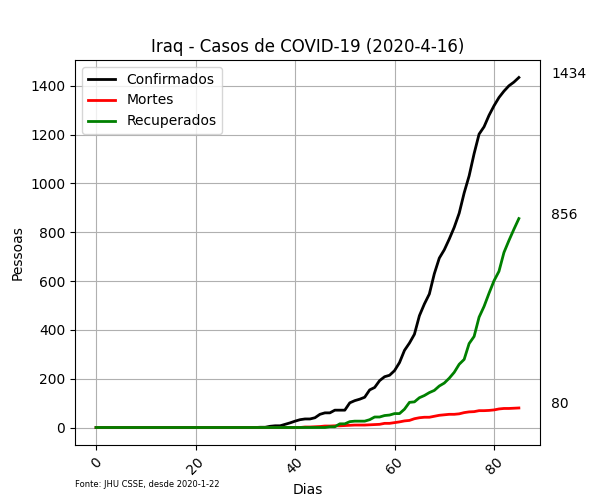 Iraq - Casos de COVID-19 (2020-4-16)
Confirmados
Mortes
Recuperados
1434
856
80
Pessoas
1400
1200
1000
800
600
400
200
0
0 20 40 60 80
Dias
Fonte: JHU CSSE, desde 2020-1-22